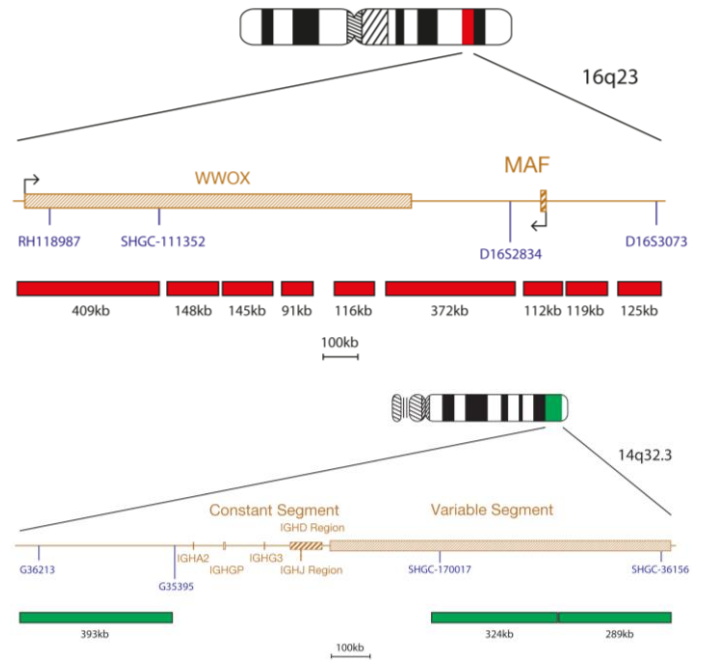 16q23
MAF
WWOX
RH118987 SHGC-111352 D16S2834 D16S3073
409kb 148kb 145kb 91kb 116kb 372kb 112kb 119kb 125kb
100kb
14q32.3
Constant Segment Variable Segment
IGHD Region
IGHA2 IGHGP IGHG3 IGHJ Region
G36213 G35395 SHGC-170017 SHGC-36156
393kb 324kb 289kb
100kb